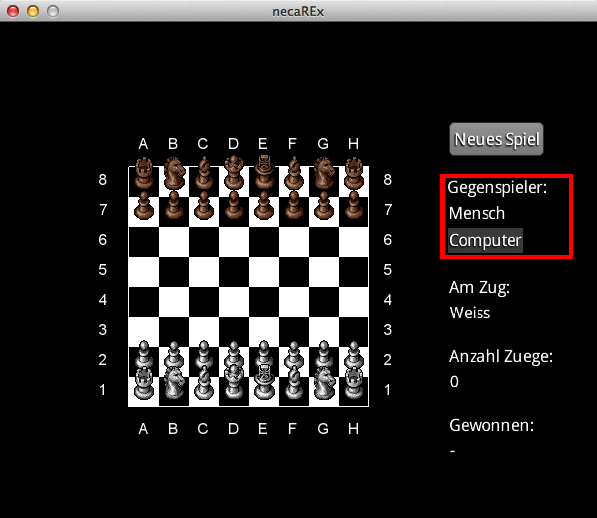 necaREx
A B C D E F G H
8 8
7 7
6 6
5 5
4 4
3 3
2 2
1 1
A B C D E F G H
Neues Spiel
Gegenspieler:
Mensch
Computer
Am Zug:
Weiss
Anzahl Zuege:
0
Gewonnen:
-